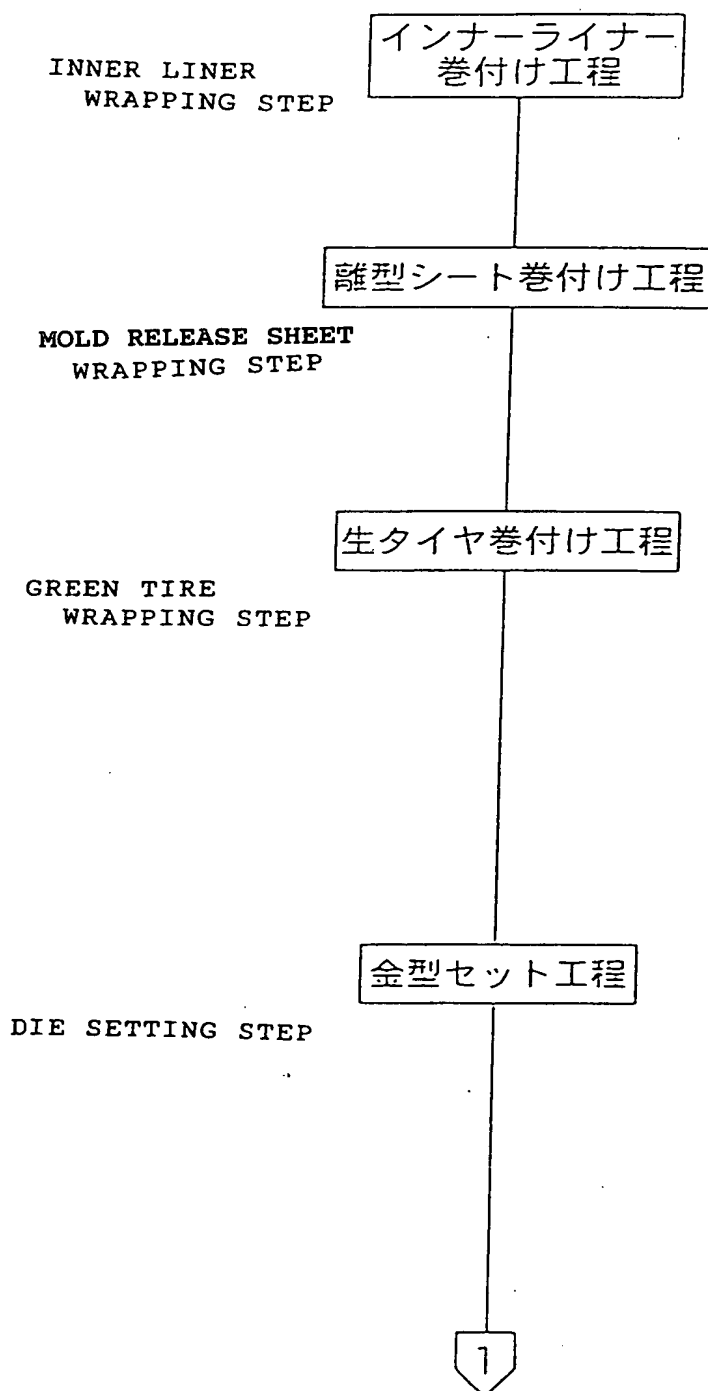 インナーライナー
巻付け工程
INNER LINER
WRAPPING STEP
離型シート巻付け工程
MOLD RELEASE SHEET
WRAPPING STEP
生タイヤ巻付け工程
GREEN TIRE
WRAPPING STEP
金型セット工程
DIE SETTING STEP
1